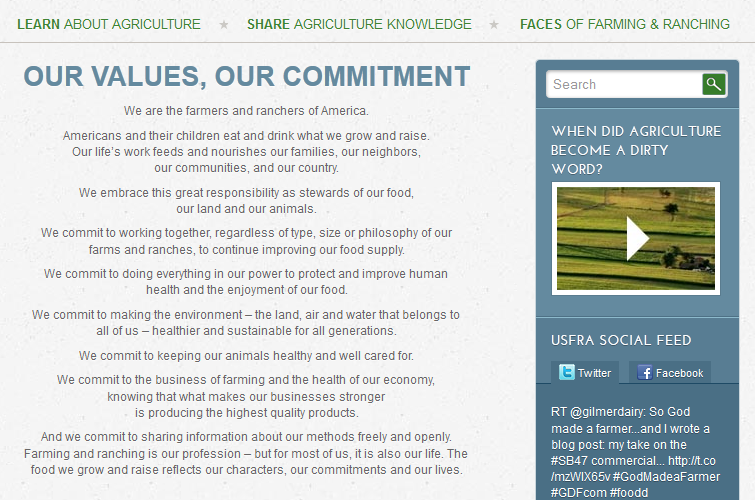 LEARN ABOUT AGRICULTURE ★ SHARE AGRICULTURE KNOWLEDGE ★ FACES OF FARMING & RANCHING
OUR VALUES, OUR COMMITMENT
We are the farmers and ranchers of America.
Americans and their children eat and drink what we grow and raise.
Our life's work feeds and nourishes our families, our neighbors,
our communities, and our country.
We embrace this great responsibility as stewards of our food,
our land and our animals.
We commit to working together, regardless of type, size or philosophy of our
farms and ranches, to continue improving our food supply.
We commit to doing everything in our power to protect and improve human
health and the enjoyment of our food.
We commit to making the environment – the land, air and water that belongs to
all of us – healthier and sustainable for all generations.
We commit to keeping our animals healthy and well cared for.
We commit to the business of farming and the health of our economy,
knowing that what makes our businesses stronger
is producing the highest quality products.
And we commit to sharing information about our methods freely and openly.
Farming and ranching is our profession – but for most of us, it is also our life. The
food we grow and raise reflects our characters, our commitments and our lives.
Search
WHEN DID AGRICULTURE
BECOME A DIRTY
WORD?
USFRA SOCIAL FEED
Twitter Facebook
RT @gilmerdairy: So God
made a farmer...and I wrote a
blog post: my take on the
#SB47 commercial... http://t.co
/mzWIX65v #GodMadeaFarmer
#GDFcom #foodd